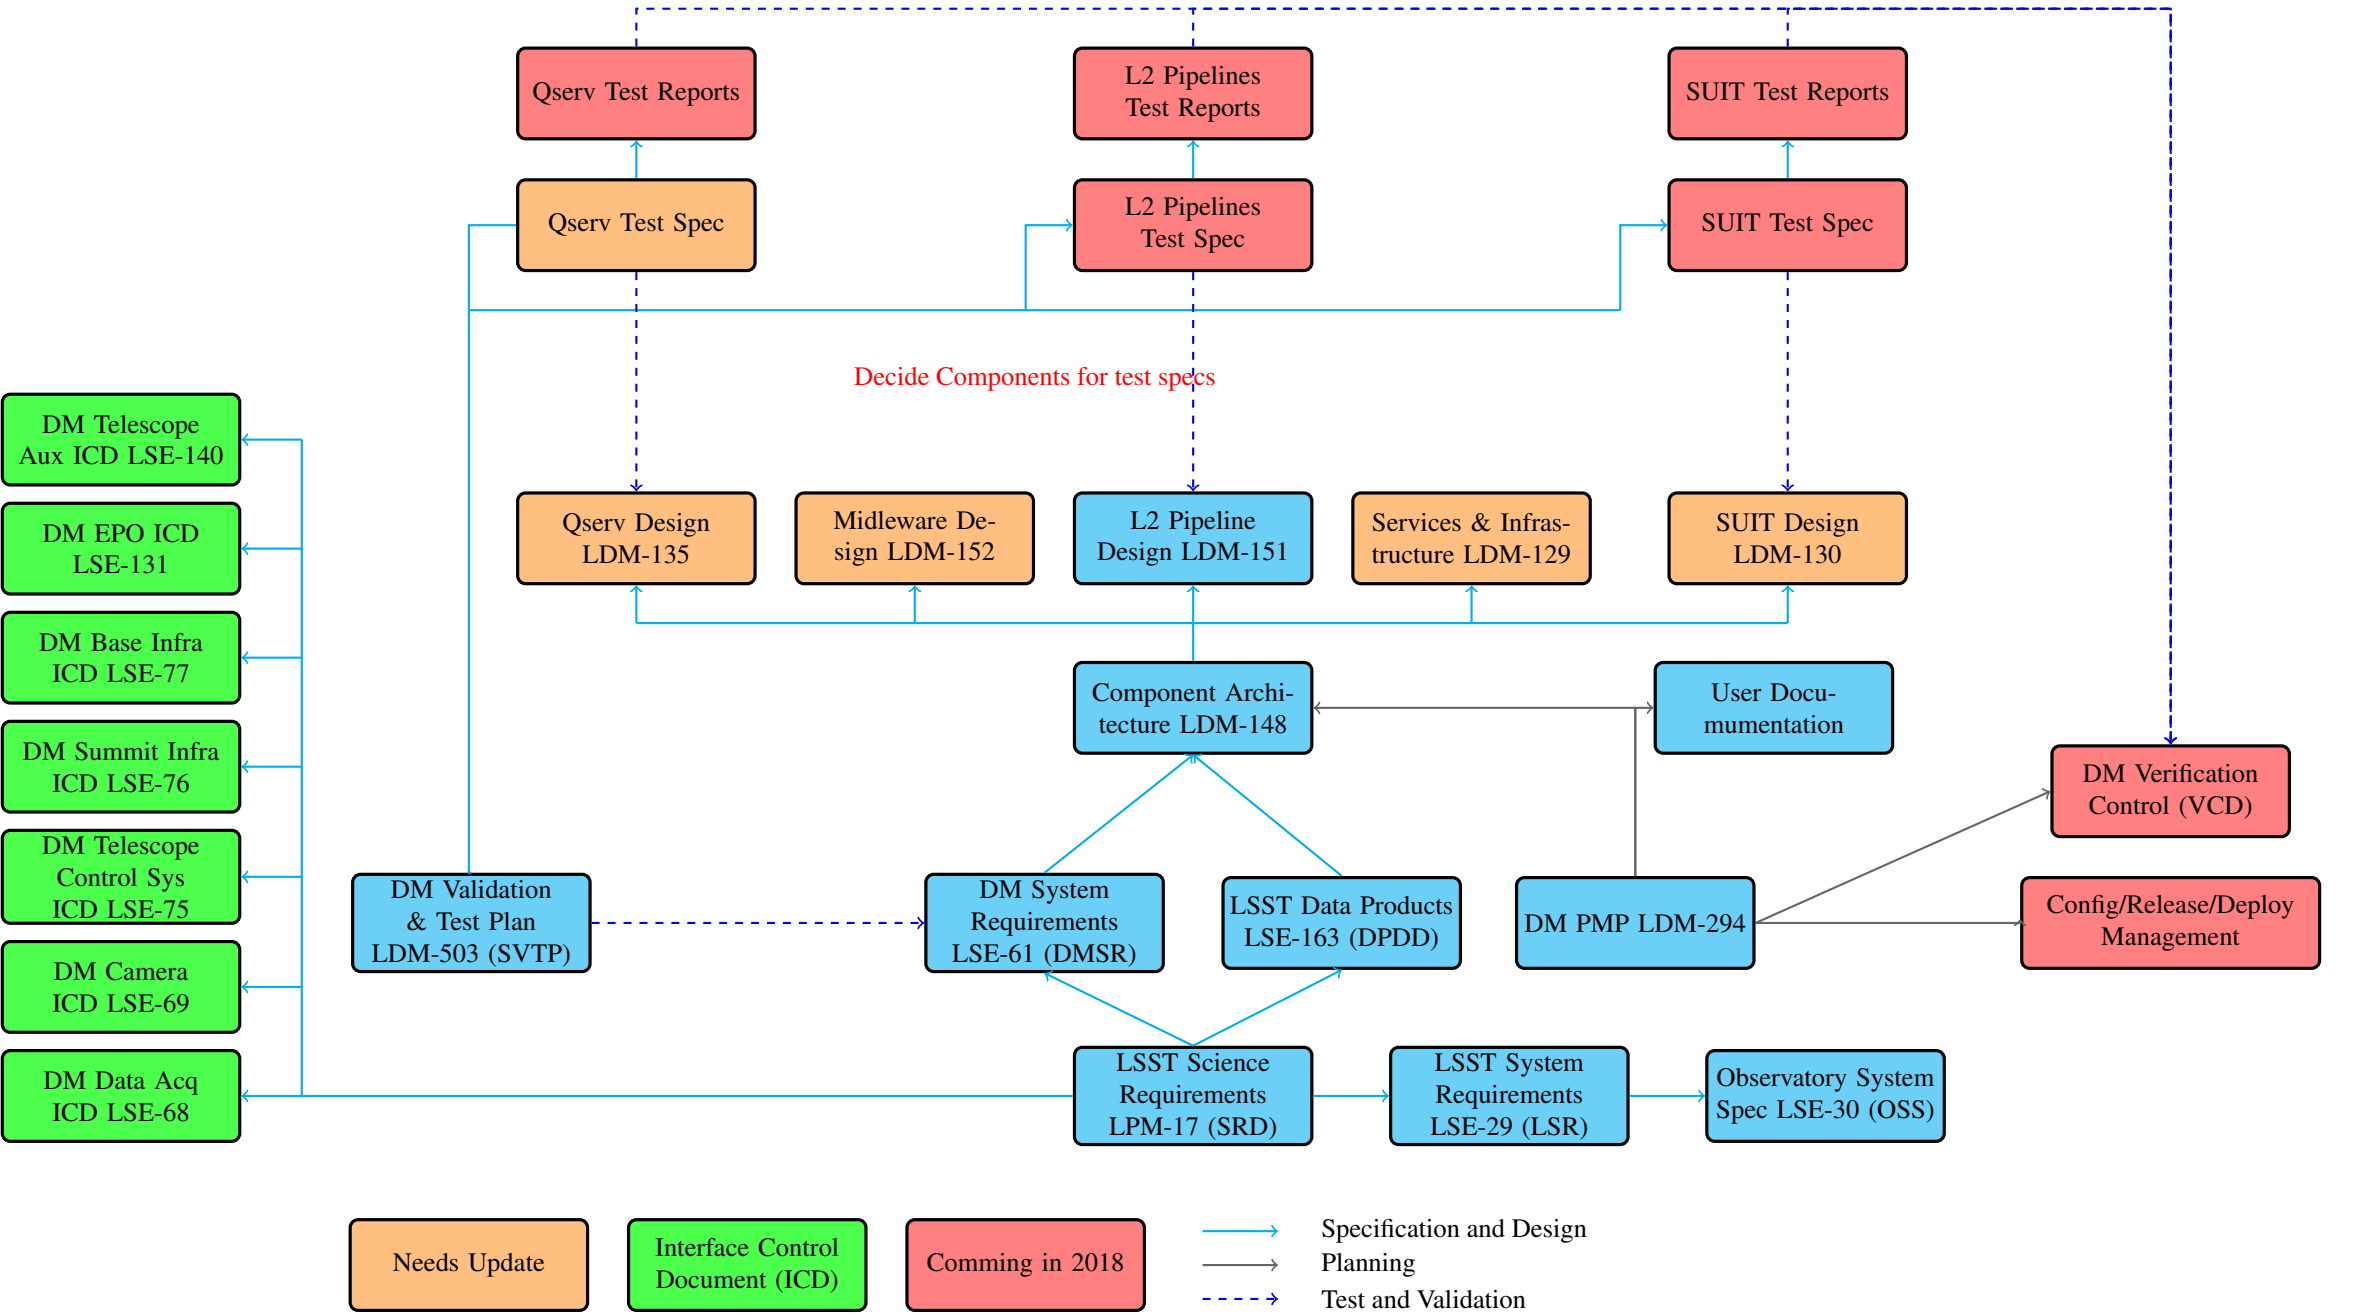 Qserv Test Reports
L2 Pipelines
Test Reports
SUIT Test Reports
Qserv Test Spec
L2 Pipelines
Test Spec
SUIT Test Spec
Decide Components for test specs
DM Telescope
Aux ICD LSE-140
DM EPO ICD
LSE-131
DM Base Infra
ICD LSE-77
DM Summit Infra
ICD LSE-76
DM Telescope
Control Sys
ICD LSE-75
DM Camera
ICD LSE-69
DM Data Acq
ICD LSE-68
Qserv Design
LDM-135
Midleware De-
sign LDM-152
L2 Pipeline
Design LDM-151
Services & Infras-
tructure LDM-129
SUIT Design
LDM-130
Component Archi-
tecture LDM-148
User Docu-
mumentation
DM Verification
Control (VCD)
DM Validation
& Test Plan
LDM-503 (SVTP)
DM System
Requirements
LSE-61 (DMSR)
LSST Data Products
LSE-163 (DPDD)
DM PMP LDM-294
Config/Release/Deploy
Management
LSST Science
Requirements
LPM-17 (SRD)
LSST System
Requirements
LSE-29 (LSR)
Observatory System
Spec LSE-30 (OSS)
Needs Update
Interface Control
Document (ICD)
Comming in 2018
Specification and Design
Planning
Test and Validation